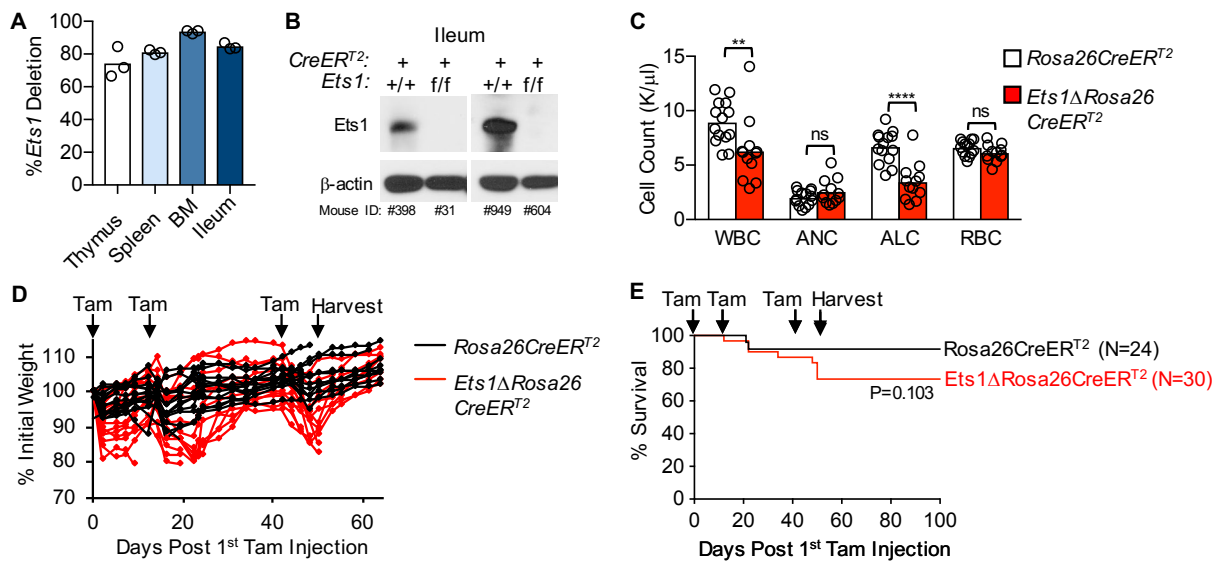 A
%Ets1 Deletion
100
80
60
40
20
0
Thymus
Spleen
BM
Ileum
B
Ileum
CreERT2: + + + +
Ets1: +/+ f/f +/+ f/f
Ets1
β-actin
Mouse ID: #398 #31 #949 #604
C
Cell Count (K/μl)
15
10
5
0
**
ns
****
ns
WBC ANC ALC RBC
Rosa26CreERT2
Ets1ΔRosa26
CreERT2
D
Tam Tam Tam Harvest
% Initial Weight
110
100
90
80
70
0 20 40 60
Days Post 1st Tam Injection
Rosa26CreERT2
Ets1ΔRosa26
CreERT2
E
Tam Tam Tam Harvest
% Survival
100
80
60
40
20
0
0 20 40 60 80 100
Days Post 1st Tam Injection
Rosa26CreERT2 (N=24)
Ets1ΔRosa26CreERT2 (N=30)
P=0.103